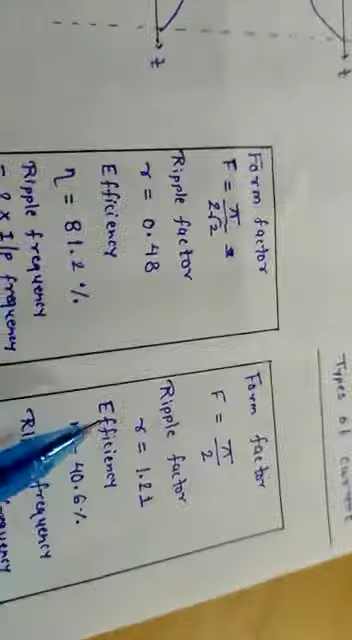 Types of current
Form factor
F = π/2
Ripple factor
r = 1.21
Efficiency
= 40.6 %
frequency
Form factor
F = π/2√2
Ripple factor
r = 0.48
Efficiency
η = 81.2 %
Ripple frequency
= 2 x I/p frequency
t
t